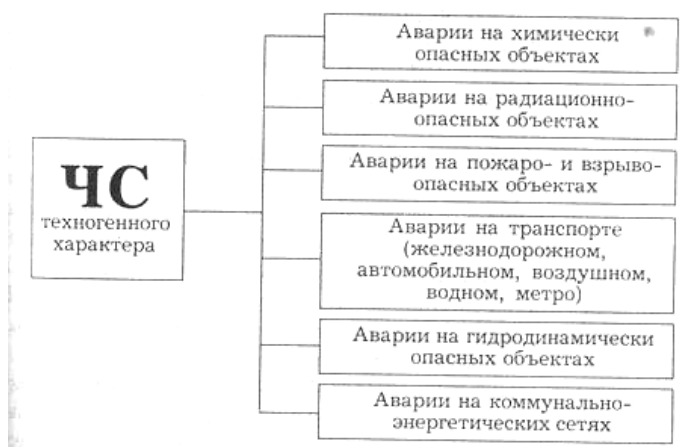 ЧС
техногенного
характера
Аварии на химически
опасных объектах
Аварии на радиационно-
опасных объектах
Аварии на пожаро- и взрыво-
опасных объектах
Аварии на транспорте
(железнодорожном,
автомобильном, воздушном,
водном, метро)
Аварии на гидродинамически
опасных объектах
Аварии на коммунально-
энергетических сетях